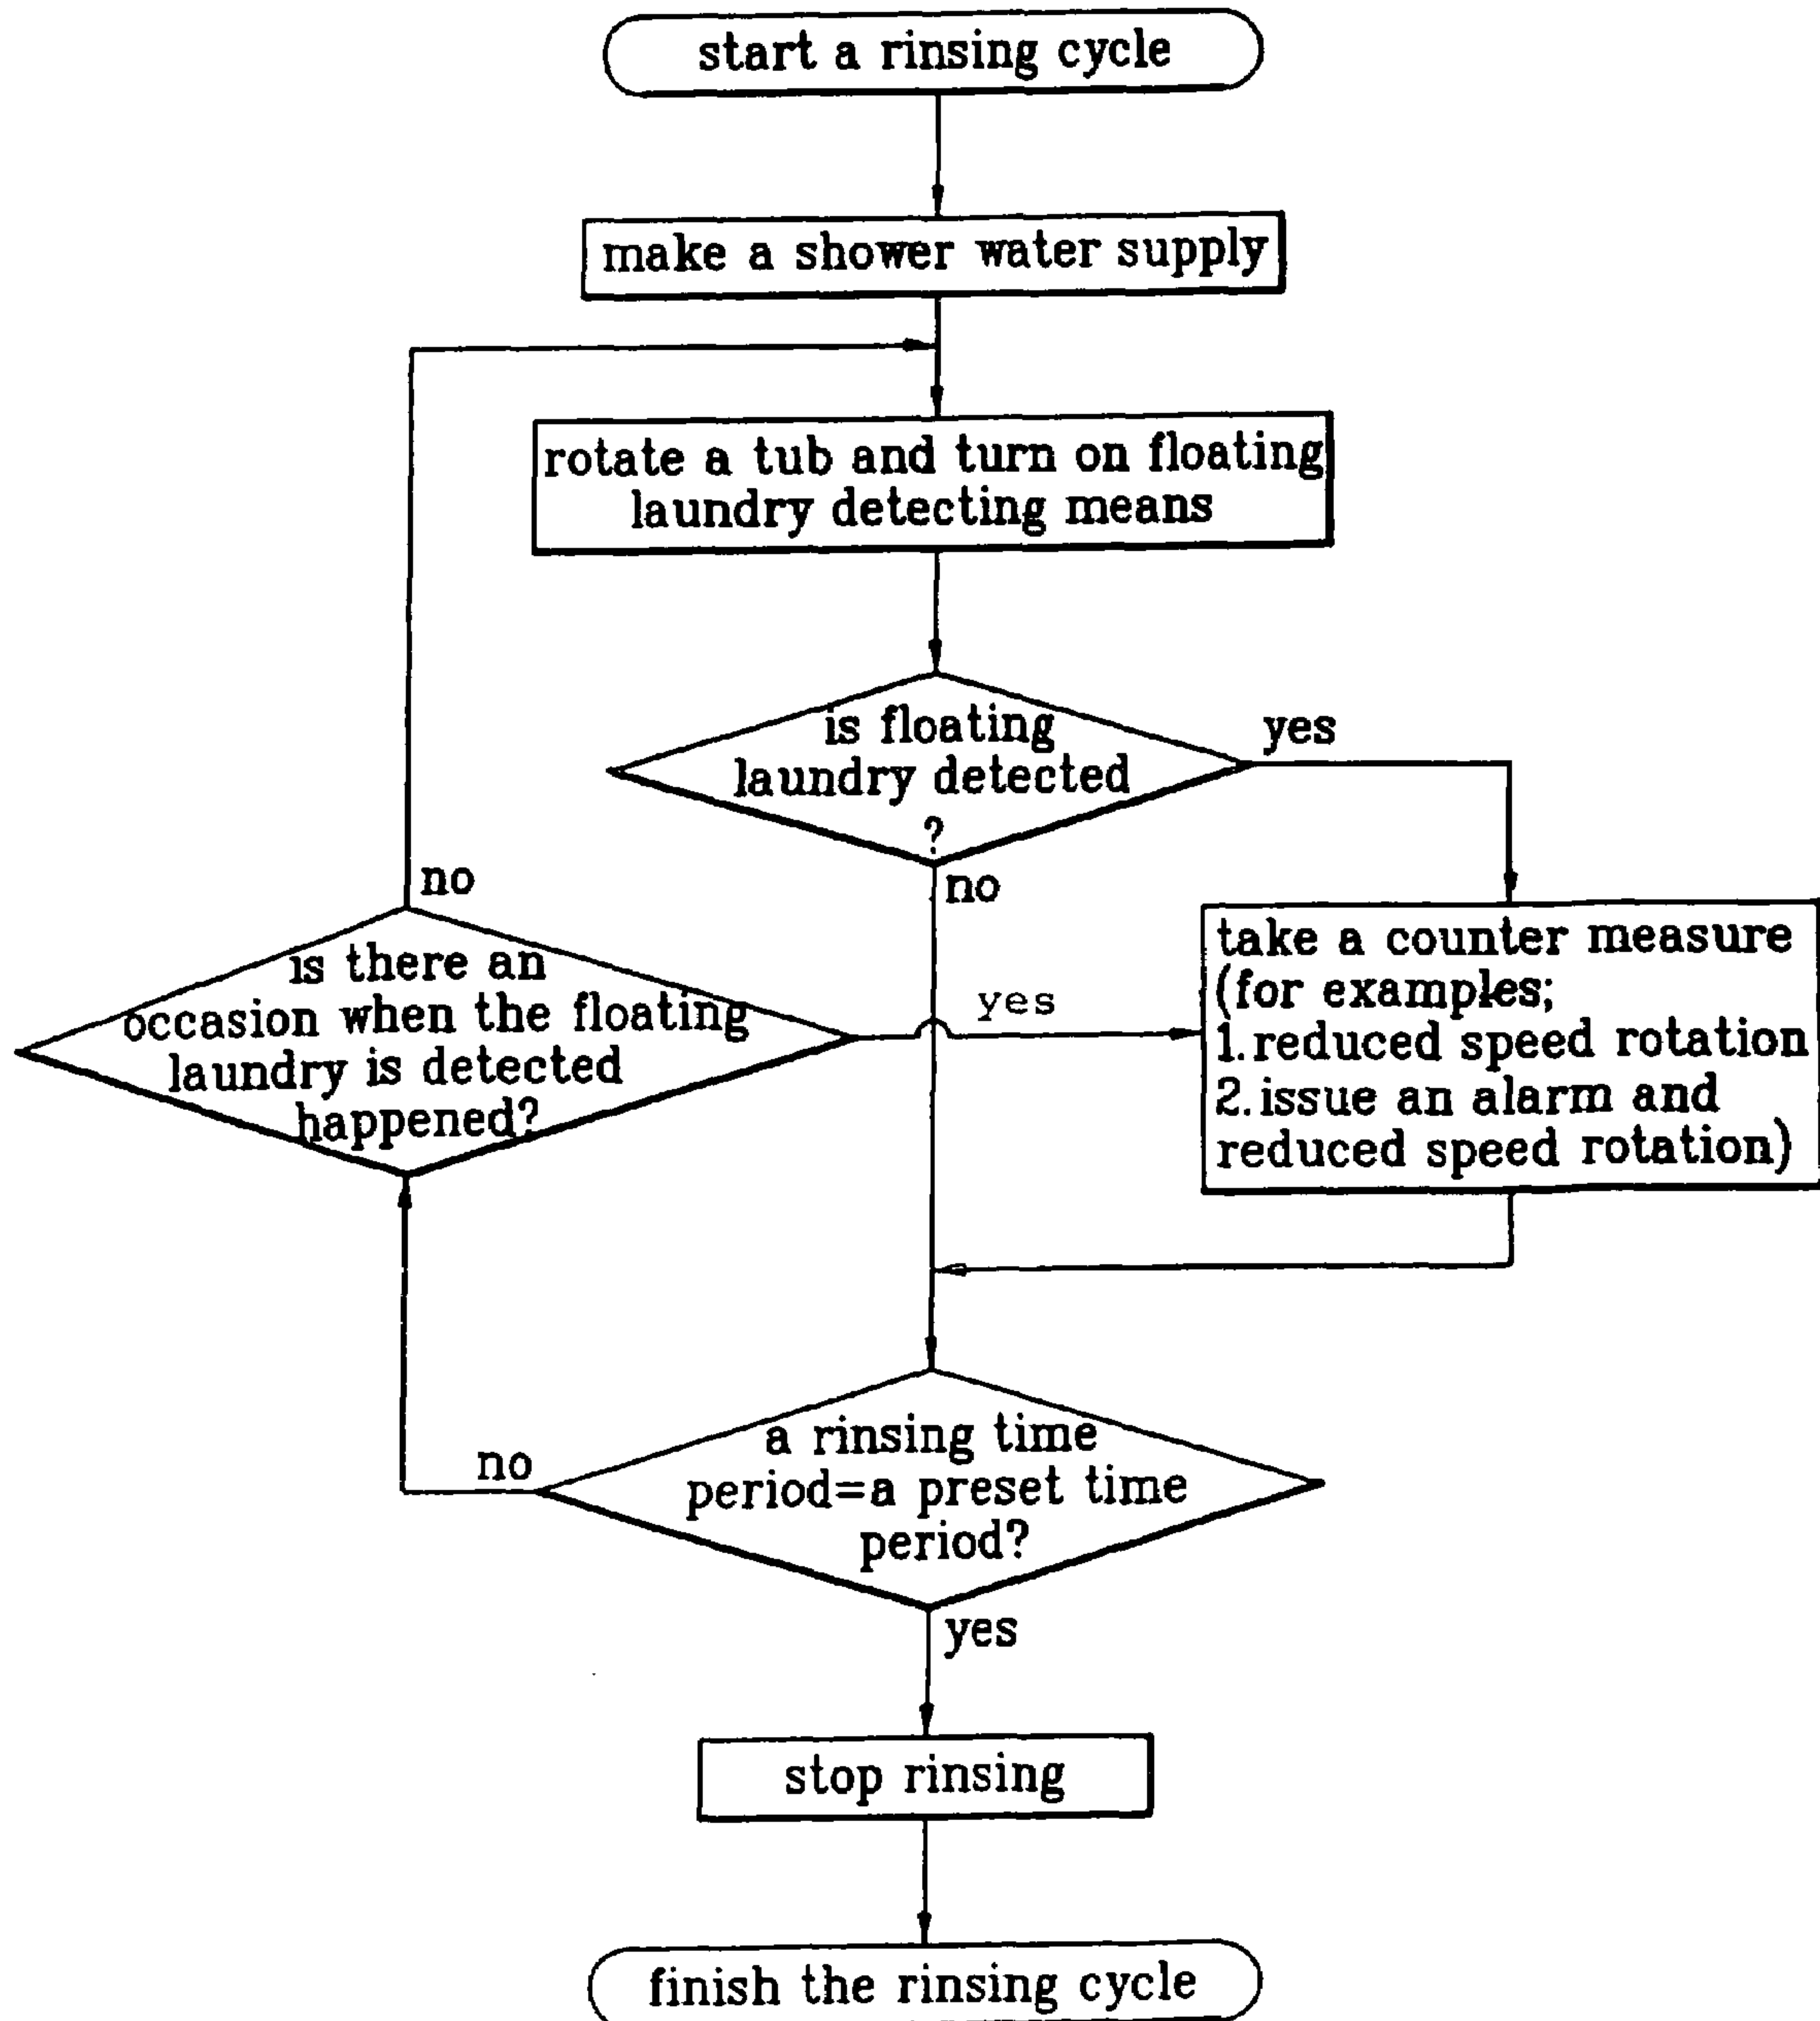 start a rinsing cycle
make a shower water supply
rotate a tub and turn on floating
laundry detecting means
is floating
laundry detected
?
yes
no
no
is there an
occasion when the floating
laundry is detected
happened?
yes
take a counter measure
(for examples;
1.reduced speed rotation
2.issue an alarm and
reduced speed rotation)
a rinsing time
period=a preset time
period?
no
yes
stop rinsing
finish the rinsing cycle